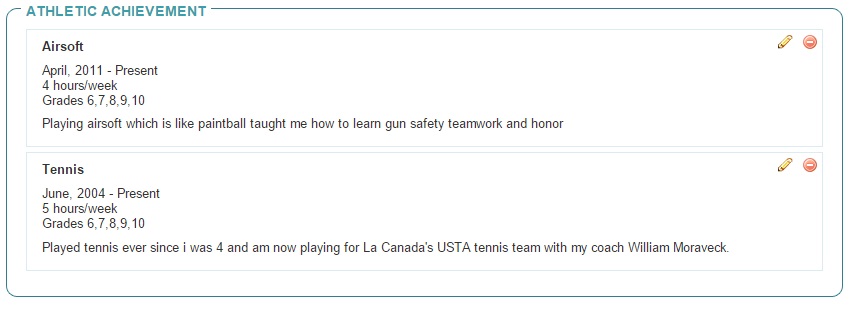 ATHLETIC ACHIEVEMENT
Airsoft
April, 2011 - Present
4 hours/week
Grades 6,7,8,9,10
Playing airsoft which is like paintball taught me how to learn gun safety teamwork and honor
Tennis
June, 2004 - Present
5 hours/week
Grades 6,7,8,9,10
Played tennis ever since i was 4 and am now playing for La Canada's USTA tennis team with my coach William Moraveck.